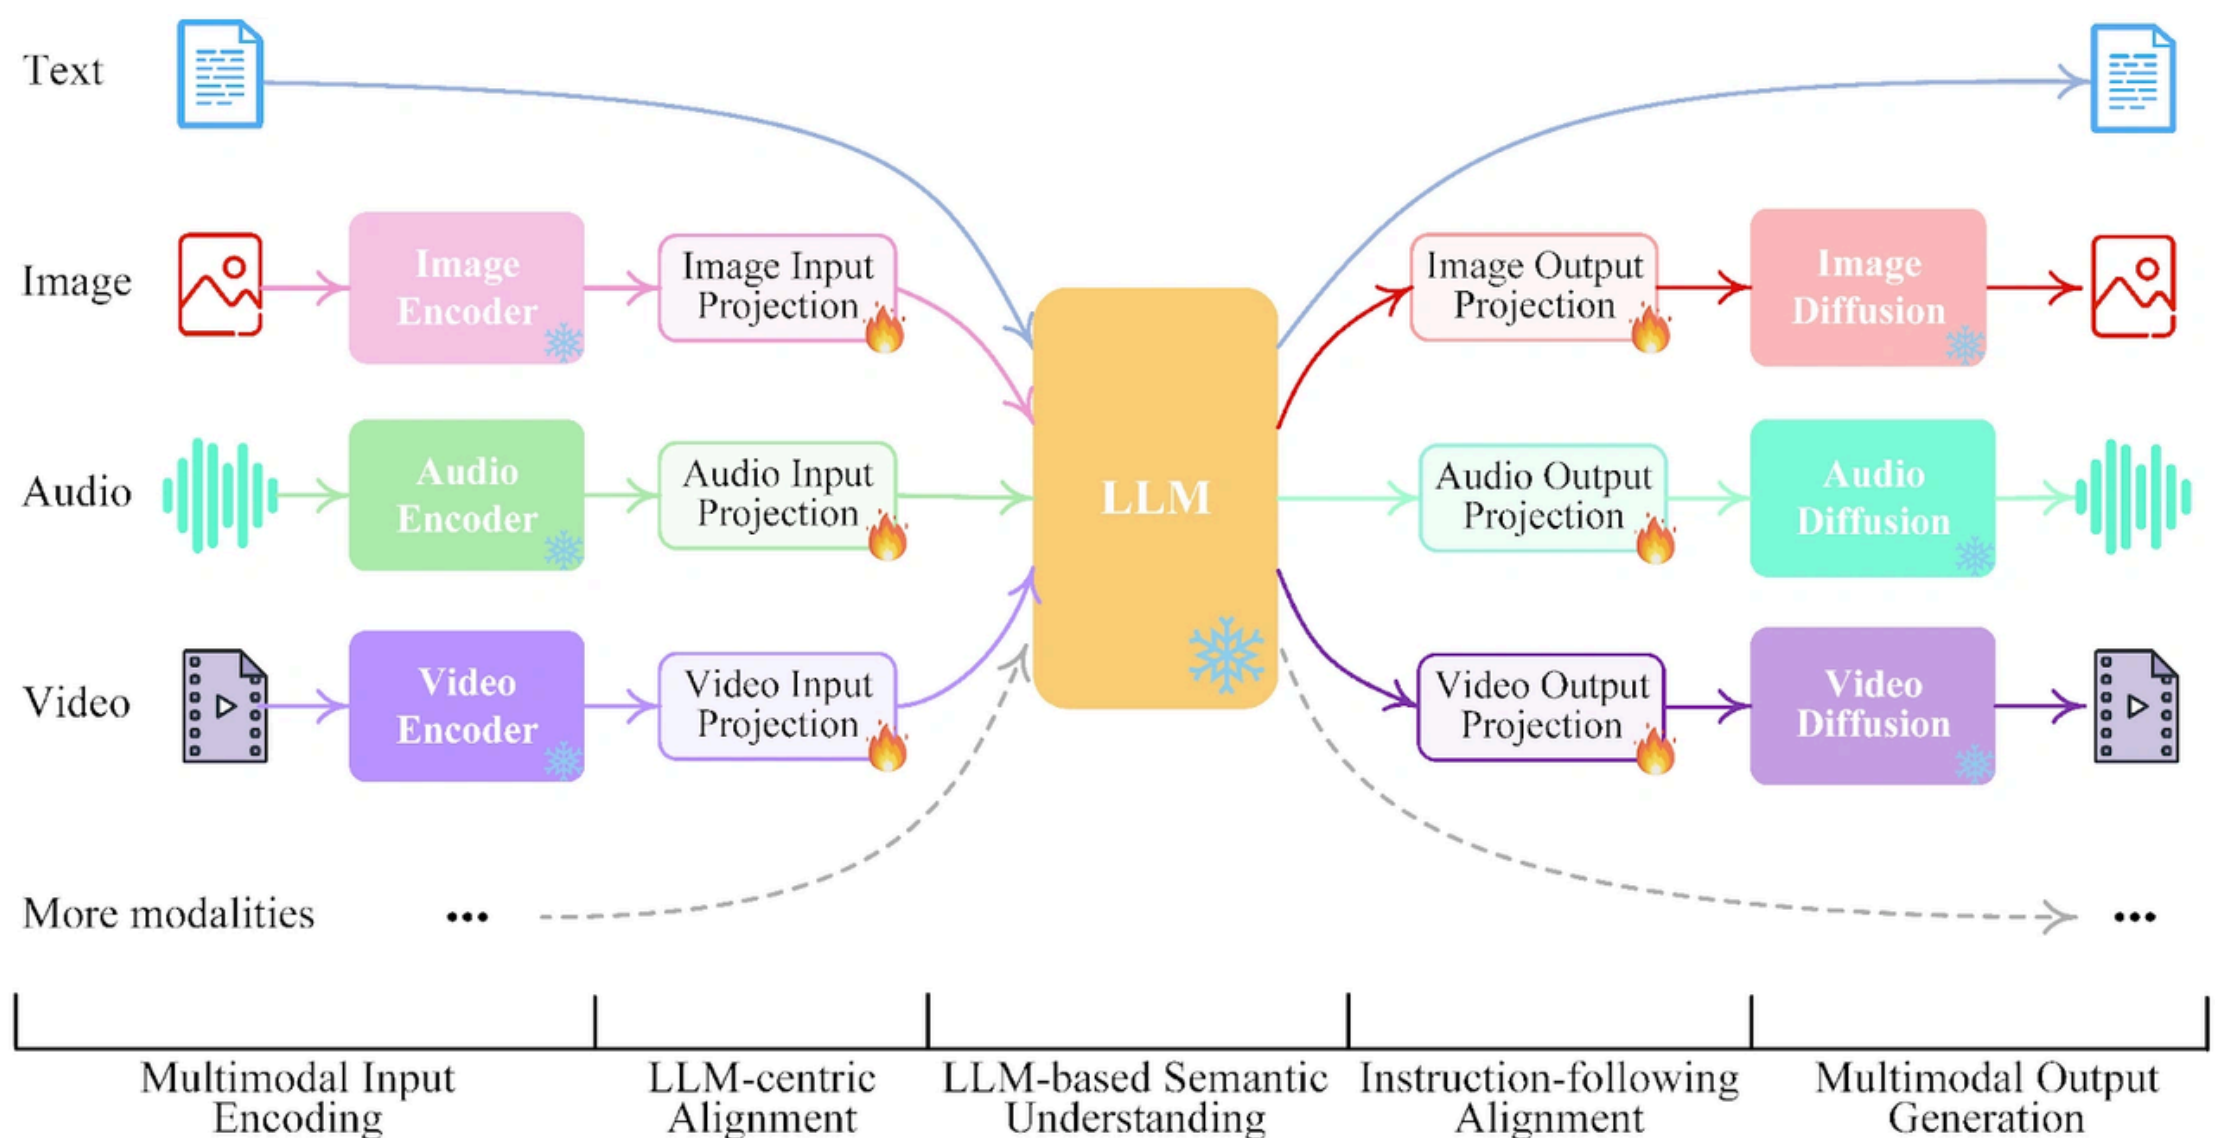 Text
Image
Image
Encoder
Image Input
Projection
Image Output
Projection
Image
Diffusion
Audio
Audio
Encoder
Audio Input
Projection
LLM
Audio Output
Projection
Audio
Diffusion
Video
Video
Encoder
Video Input
Projection
Video Output
Projection
Video
Diffusion
More modalities
...
...
Multimodal Input
Encoding
LLM-centric
Alignment
LLM-based Semantic
Understanding
Instruction-following
Alignment
Multimodal Output
Generation